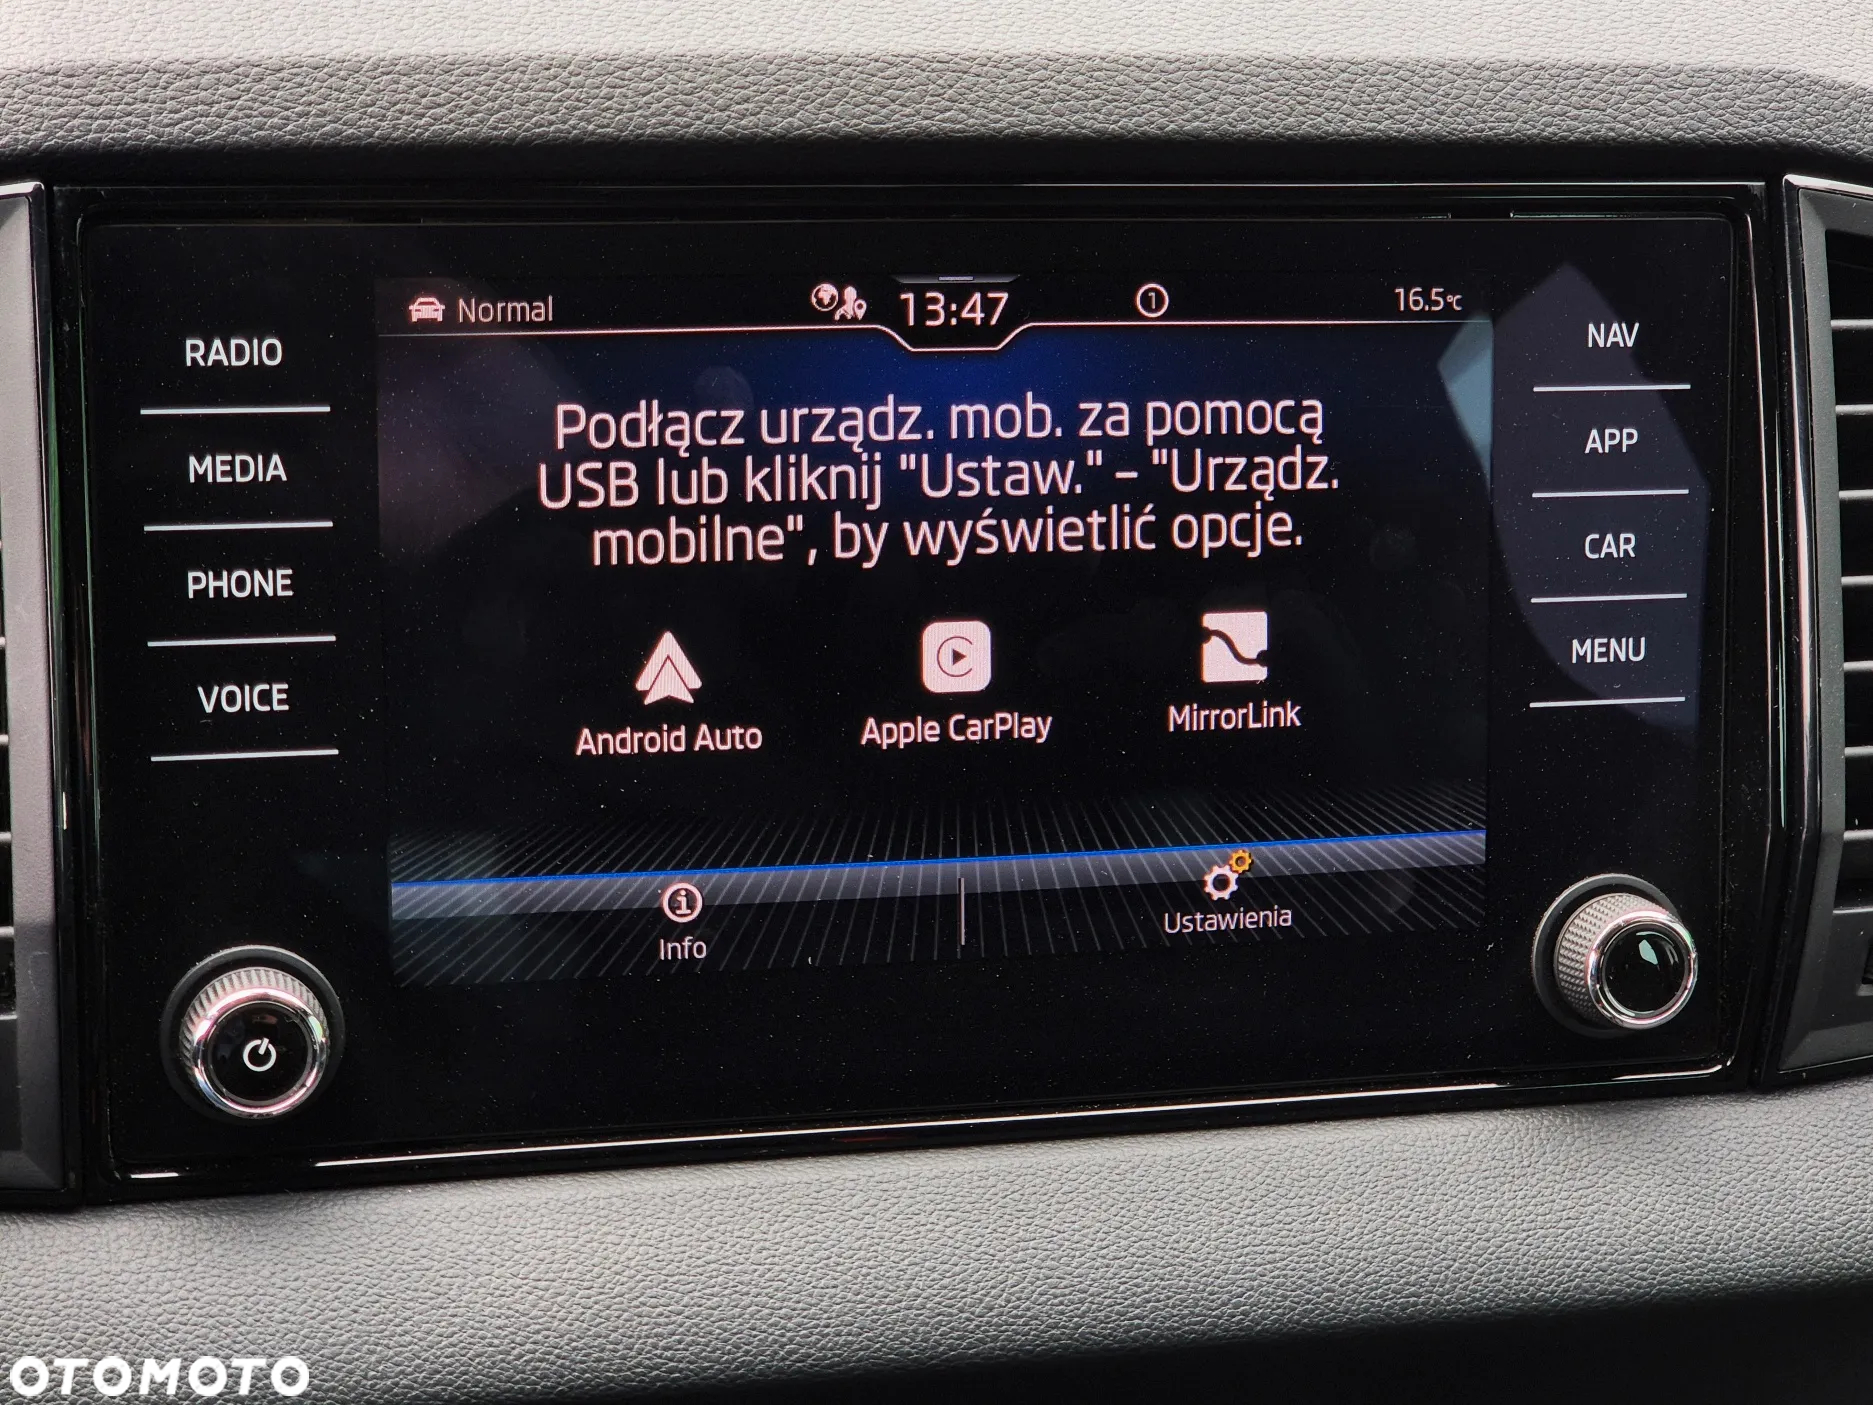 Normal
13:47
1
16.5°C
RADIO
MEDIA
PHONE
VOICE
NAV
APP
CAR
MENU
Podłącz urządz. mob. za pomocą
USB lub kliknij "Ustaw." – "Urządz.
mobilne", by wyświetlić opcje.
Android Auto
Apple CarPlay
MirrorLink
Info
Ustawienia
OTOMOTO